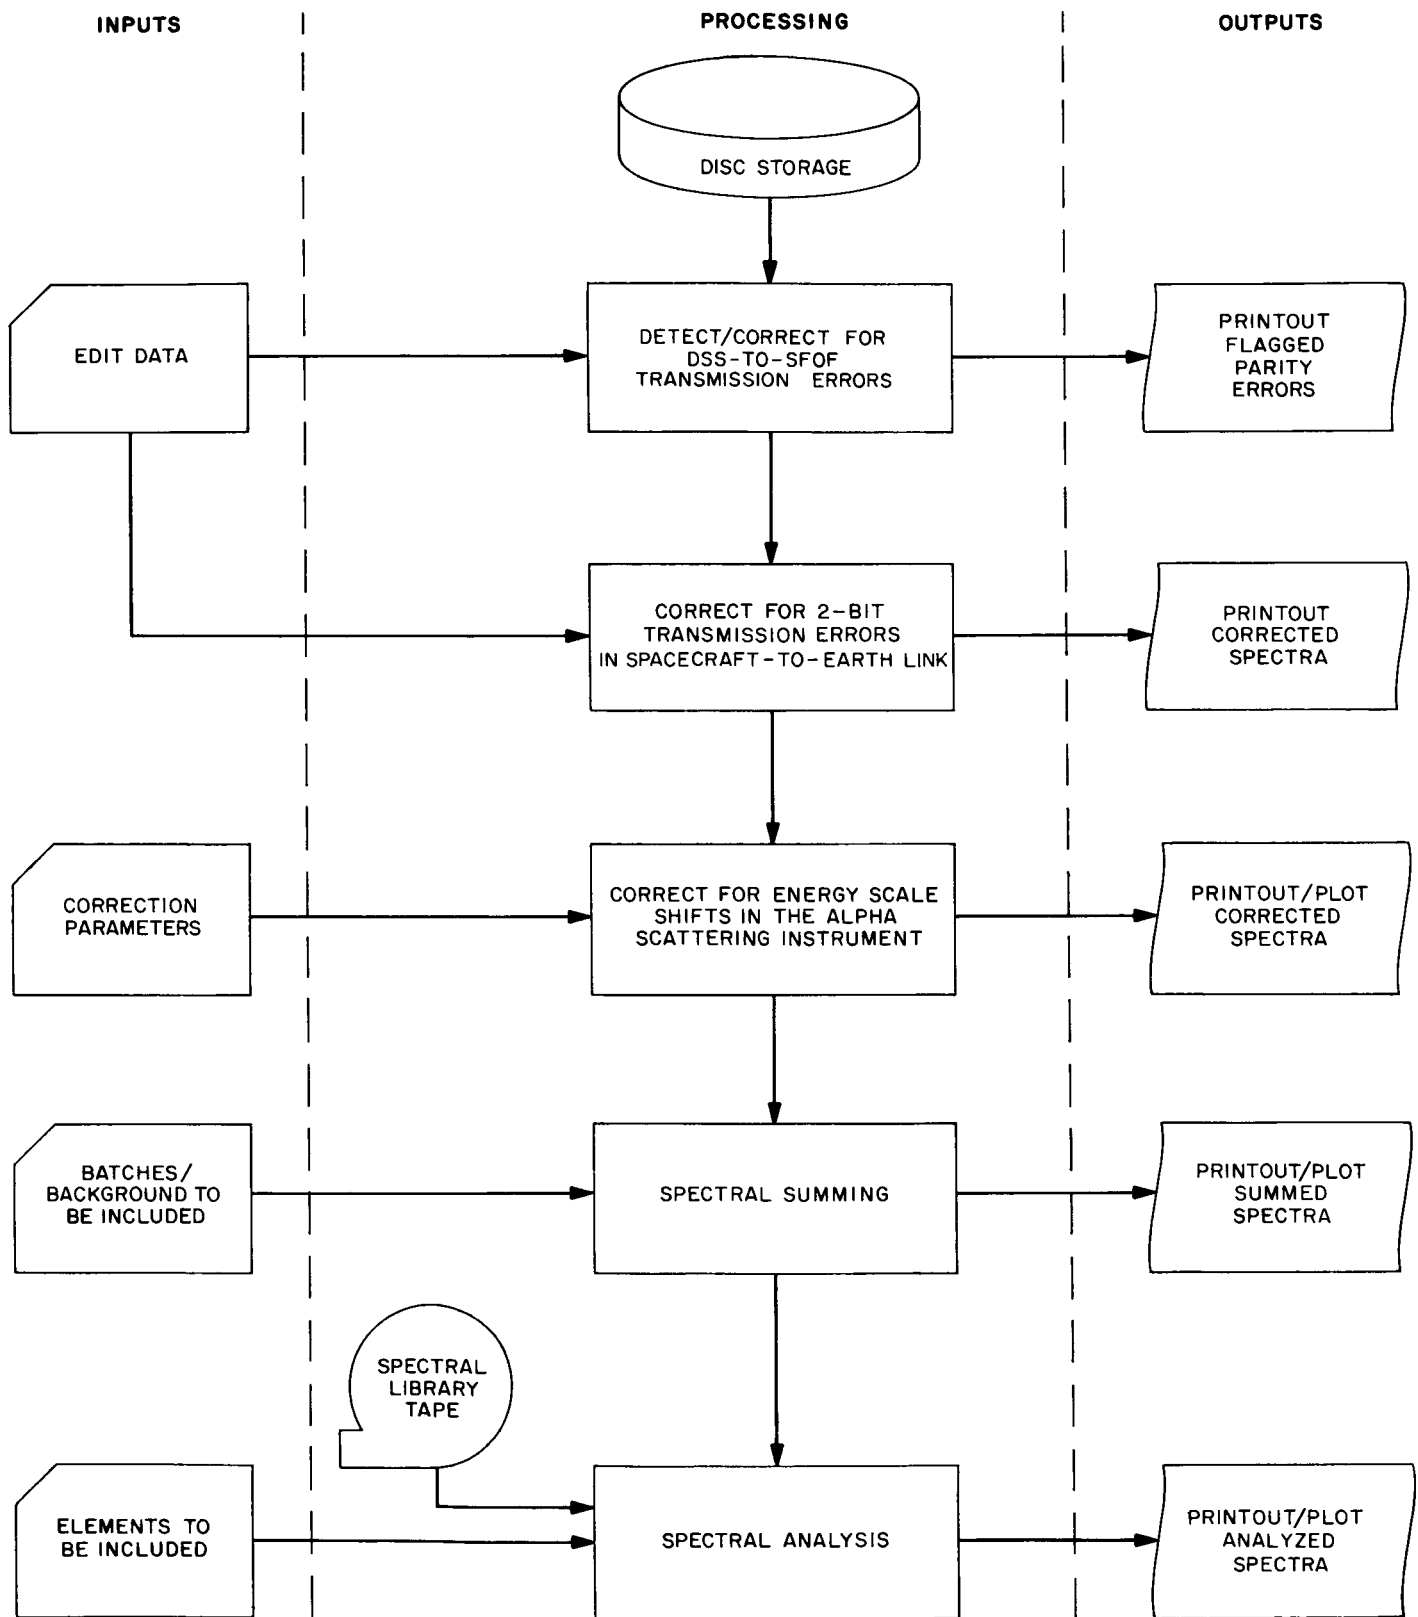 INPUTS
PROCESSING
OUTPUTS
DISC STORAGE
EDIT DATA
DETECT/CORRECT FOR
DSS-TO-SFOF
TRANSMISSION ERRORS
PRINTOUT
FLAGGED
PARITY
ERRORS
CORRECT FOR 2-BIT
TRANSMISSION ERRORS
IN SPACECRAFT-TO-EARTH LINK
PRINTOUT
CORRECTED
SPECTRA
CORRECTION
PARAMETERS
CORRECT FOR ENERGY SCALE
SHIFTS IN THE ALPHA
SCATTERING INSTRUMENT
PRINTOUT/PLOT
CORRECTED
SPECTRA
BATCHES/
BACKGROUND TO
BE INCLUDED
SPECTRAL SUMMING
PRINTOUT/PLOT
SUMMED
SPECTRA
SPECTRAL
LIBRARY
TAPE
ELEMENTS TO
BE INCLUDED
SPECTRAL ANALYSIS
PRINTOUT/PLOT
ANALYZED
SPECTRA